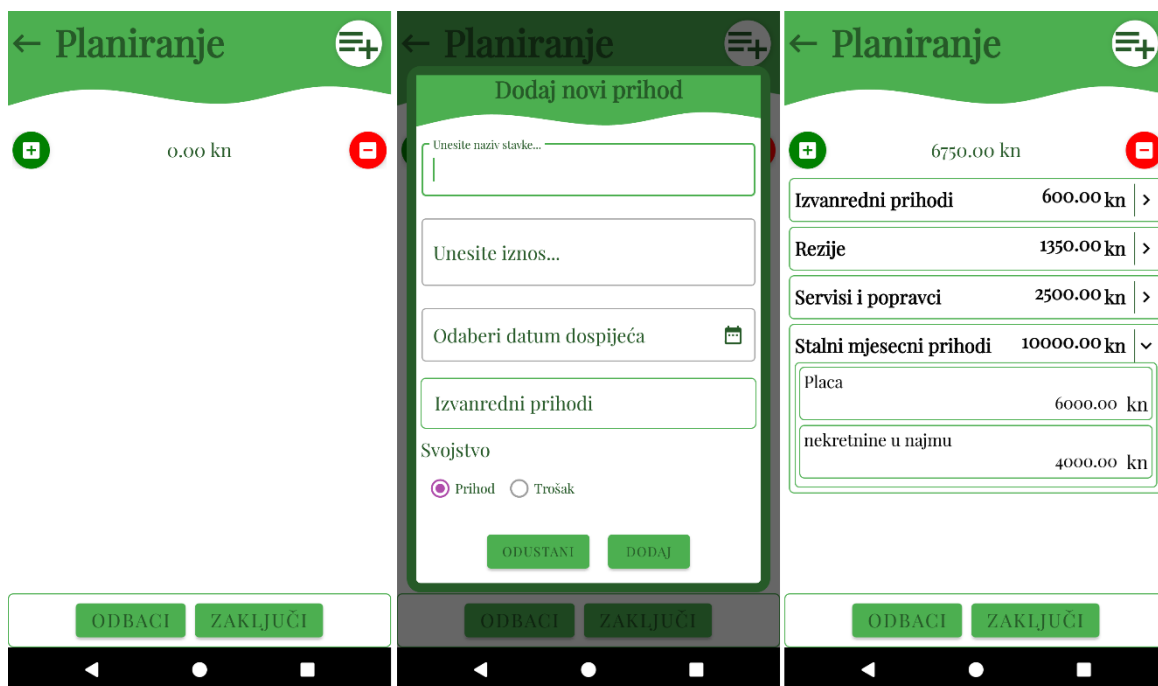 Planiranje
0.00 kn
ODBACI ZAKLJUČI
Planiranje
Dodaj novi prihod
Unesite naziv stavke...
Unesite iznos...
Odaberi datum dospijeća
Izvanredni prihodi
Svojstvo
Prihod Trošak
ODUSTANI DODAJ
ODBACI ZAKLJUČI
Planiranje
6750.00 kn
Izvanredni prihodi 600.00 kn
Rezije 1350.00 kn
Servisi i popravci 2500.00 kn
Stalni mjesecni prihodi 10000.00 kn
Placa
6000.00 kn
nekretnine u najmu
4000.00 kn
ODBACI ZAKLJUČI